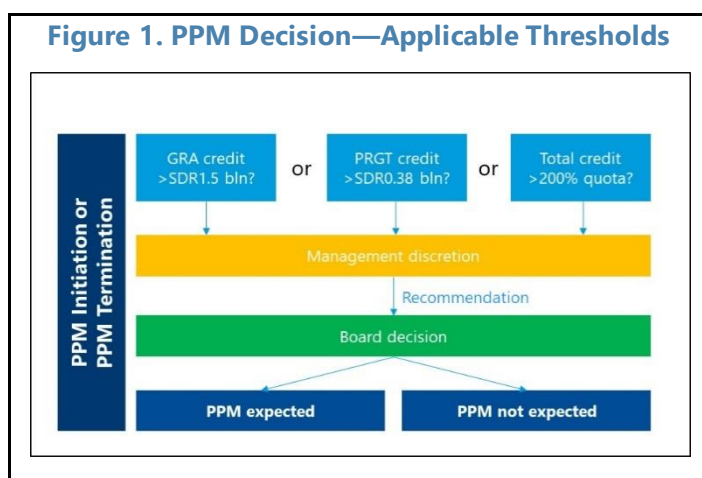 Figure 1. PPM Decision—Applicable Thresholds
PPM Initiation or
PPM Termination
GRA credit
>SDR1.5 bln?
or
PRGT credit
>SDR0.38 bln?
or
Total credit
>200% quota?
Management discretion
Recommendation
Board decision
PPM expected
PPM not expected